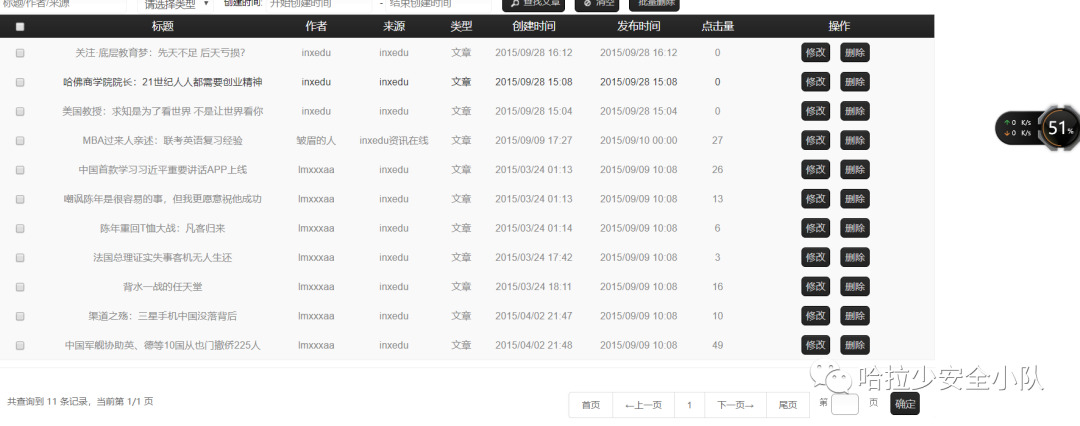 标题/作者/来源 请选择类型 创建时间: 开始创建时间 - 结束创建时间 查找文章 清空 批量删除
标题 作者 来源 类型 创建时间 发布时间 点击量 操作
关注·底层教育梦：先天不足 后天亏损? inxedu inxedu 文章 2015/09/28 16:12 2015/09/28 16:12 0 修改 删除
哈佛商学院院长：21世纪人人都需要创业精神 inxedu inxedu 文章 2015/09/28 15:08 2015/09/28 15:08 0 修改 删除
美国教授：求知是为了看世界 不是让世界看你 inxedu inxedu 文章 2015/09/28 15:04 2015/09/28 15:04 0 修改 删除
MBA过来人亲述：联考英语复习经验 皱眉的人 inxedu资讯在线 文章 2015/09/09 17:27 2015/09/10 00:00 27 修改 删除
中国首款学习习近平重要讲话APP上线 lmxxxaa inxedu 文章 2015/03/24 01:13 2015/09/09 10:08 26 修改 删除
嘲讽陈年是很容易的事，但我更愿意祝他成功 lmxxxaa inxedu 文章 2015/03/24 01:13 2015/09/09 10:08 13 修改 删除
陈年重回T恤大战：凡客归来 lmxxxaa inxedu 文章 2015/03/24 01:14 2015/09/09 10:08 6 修改 删除
法国总理证实失事客机无人生还 lmxxxaa inxedu 文章 2015/03/24 17:42 2015/09/09 10:08 3 修改 删除
背水一战的任天堂 lmxxxaa inxedu 文章 2015/03/24 18:11 2015/09/09 10:08 16 修改 删除
渠道之殇：三星手机中国没落背后 lmxxxaa inxedu 文章 2015/04/02 21:47 2015/09/09 10:08 10 修改 删除
中国军舰协助英、德等10国从也门撤侨225人 lmxxxaa inxedu 文章 2015/04/02 21:48 2015/09/09 10:08 49 修改 删除
共查询到 11 条记录，当前第 1/1 页 首页 ←上一页 1 下一页→ 尾页 第 页 确定
↑0 K/s
↓0 K/s
51%
哈拉少安全小队